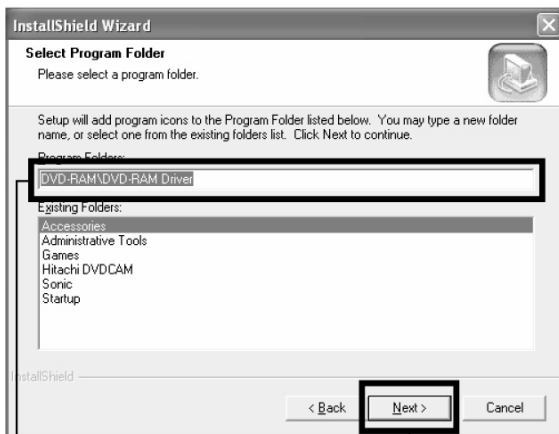 InstallShield Wizard
Select Program Folder
Please select a program folder.
Setup will add program icons to the Program Folder listed below. You may type a new folder
name, or select one from the existing folders list. Click Next to continue.
Program Folders:
DVD-RAM\DVD-RAM Driver
Existing Folders:
Accessories
Administrative Tools
Games
Hitachi DVDCAM
Sonic
Startup
InstallShield
< Back
Next >
Cancel